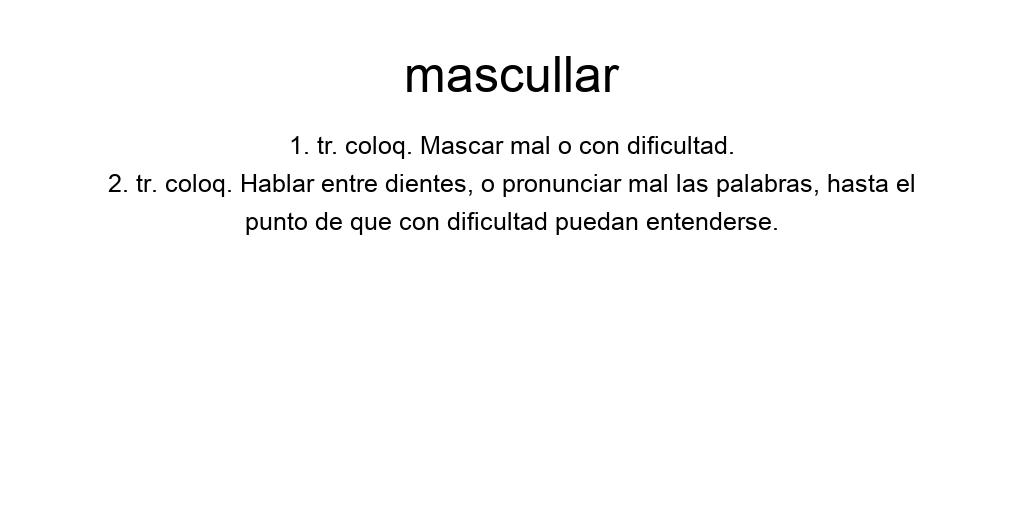 mascullar
1. tr. coloq. Mascar mal o con dificultad.
2. tr. coloq. Hablar entre dientes, o pronunciar mal las palabras, hasta el
punto de que con dificultad puedan entenderse.